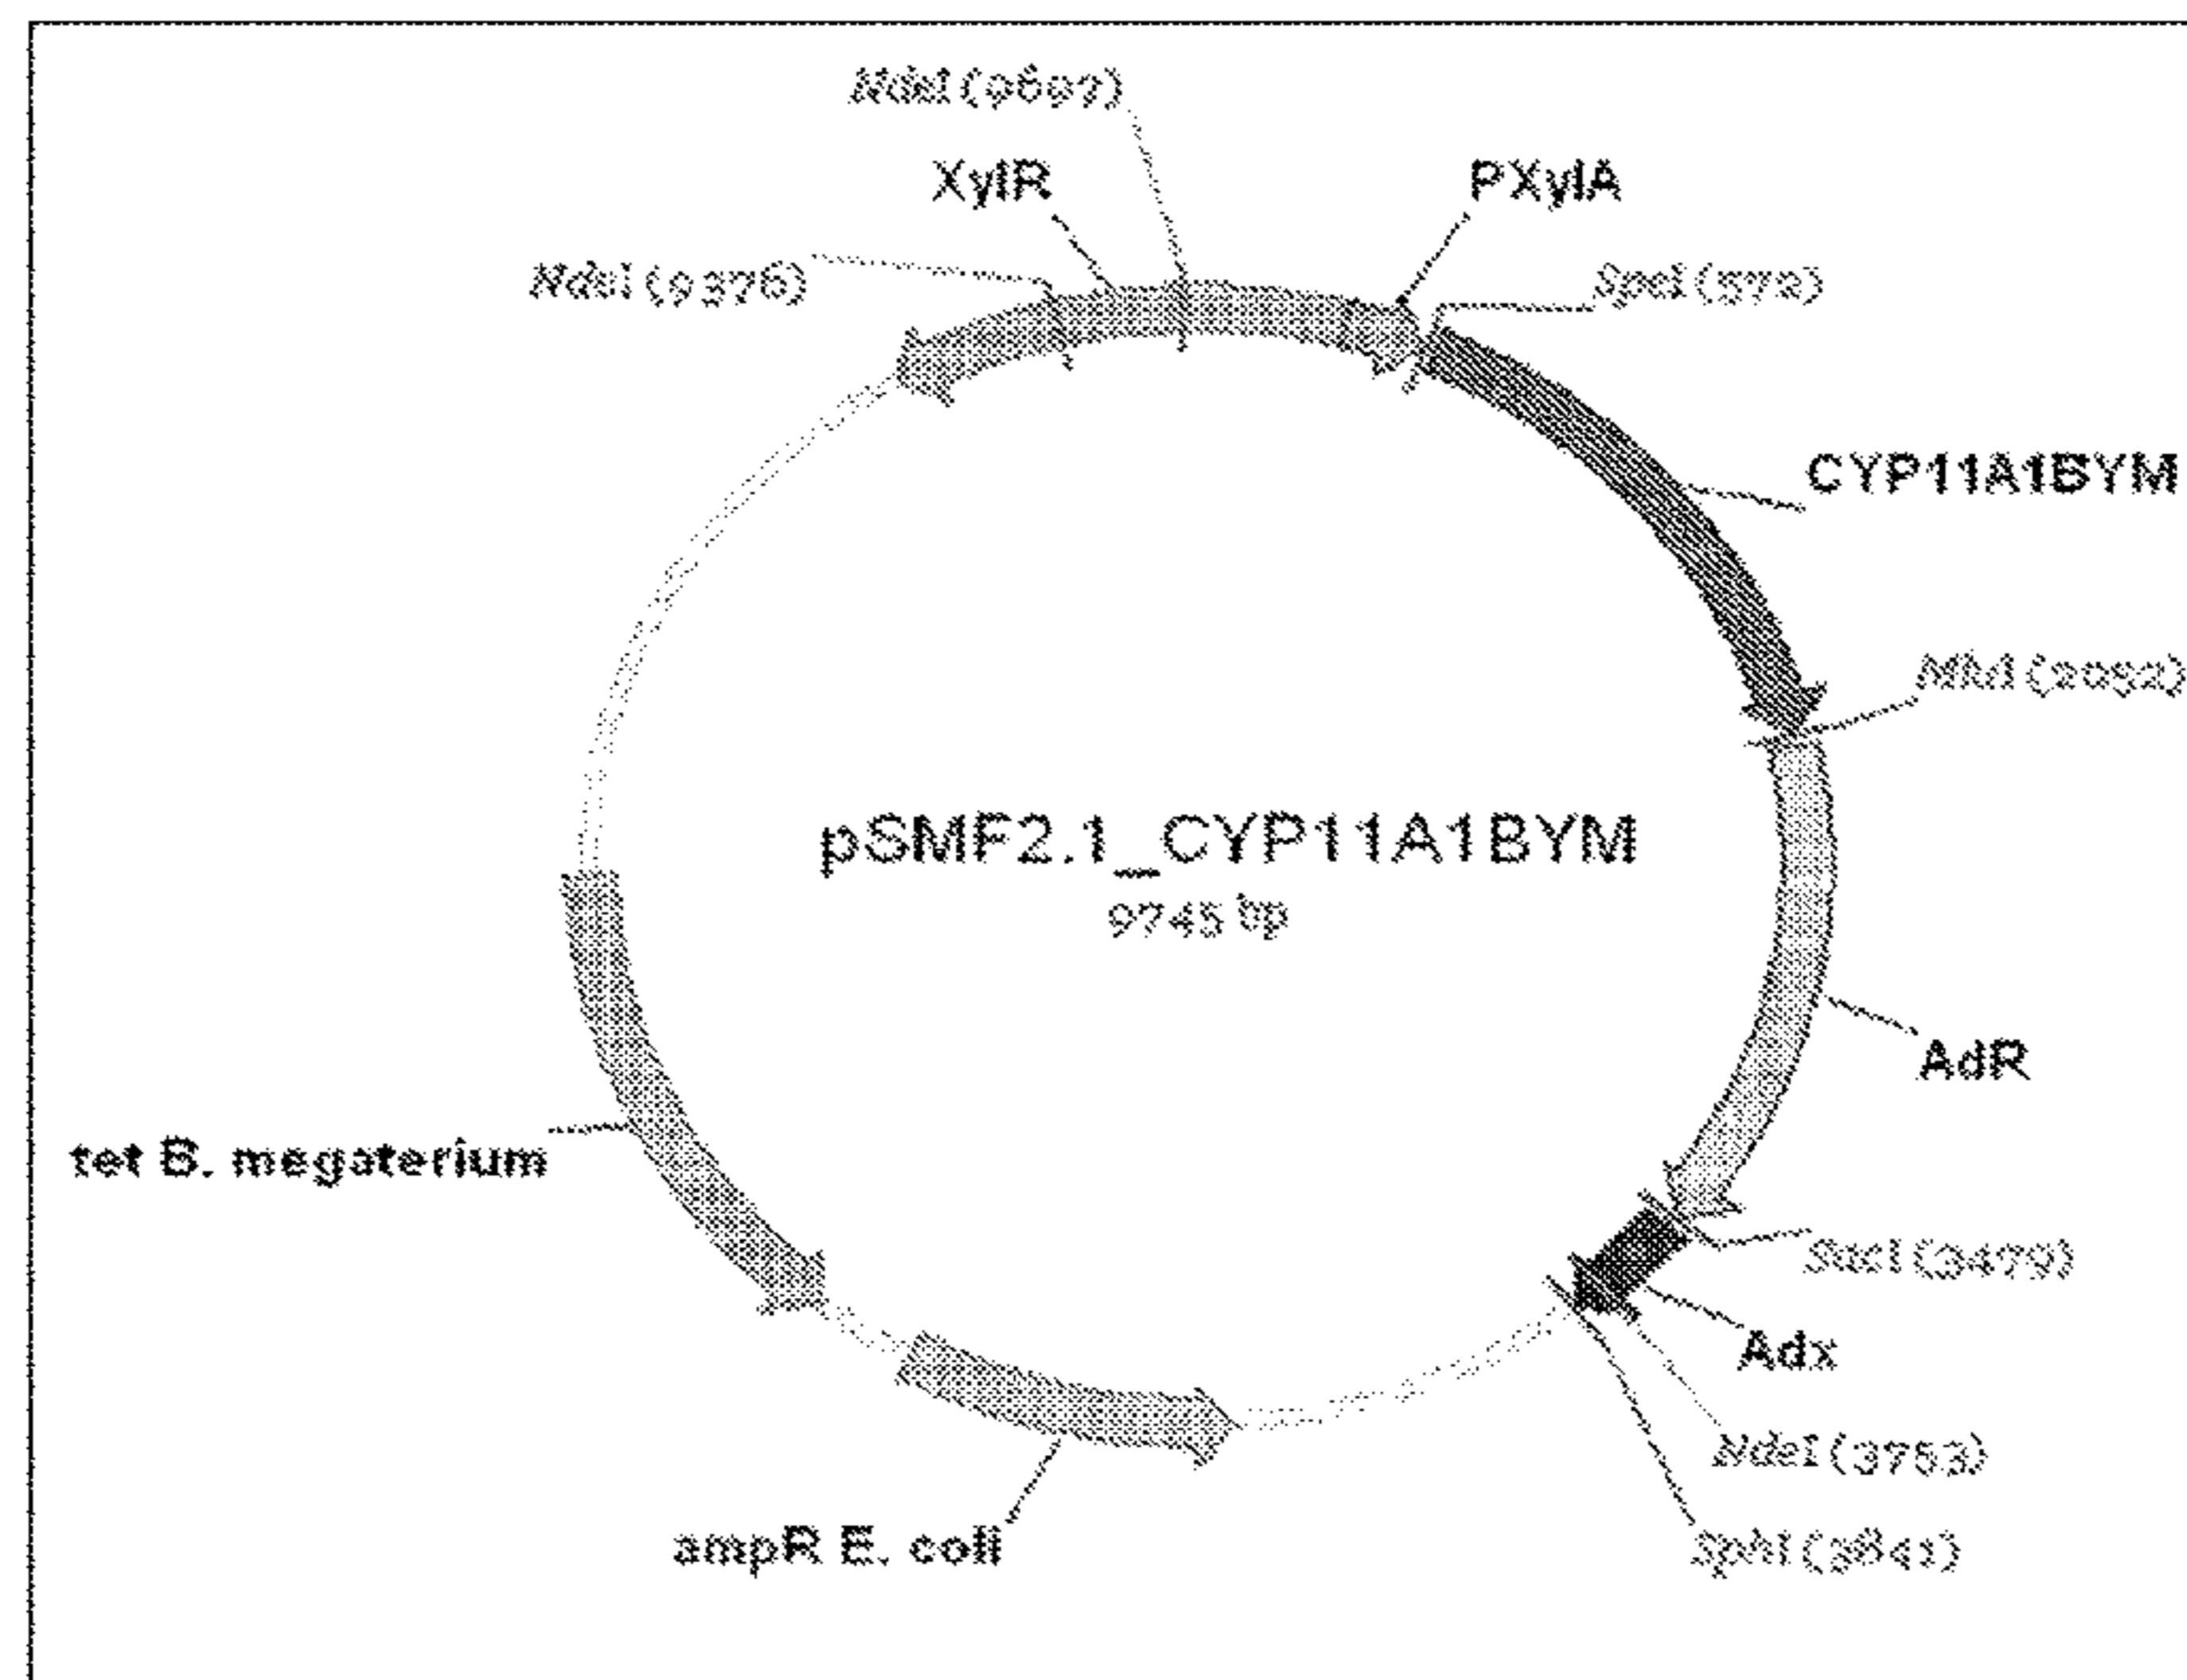 NdeI (9697)
XylR
PXylA
NdeI (9376)
SpeI (572)
CYP11A1BYM
MluI (2052)
pSMF2.1_CYP11A1BYM
9745 bp
AdR
tet B. megaterium
SacI (3479)
Adx
NdeI (3753)
ampR E. coli
SphI (3841)